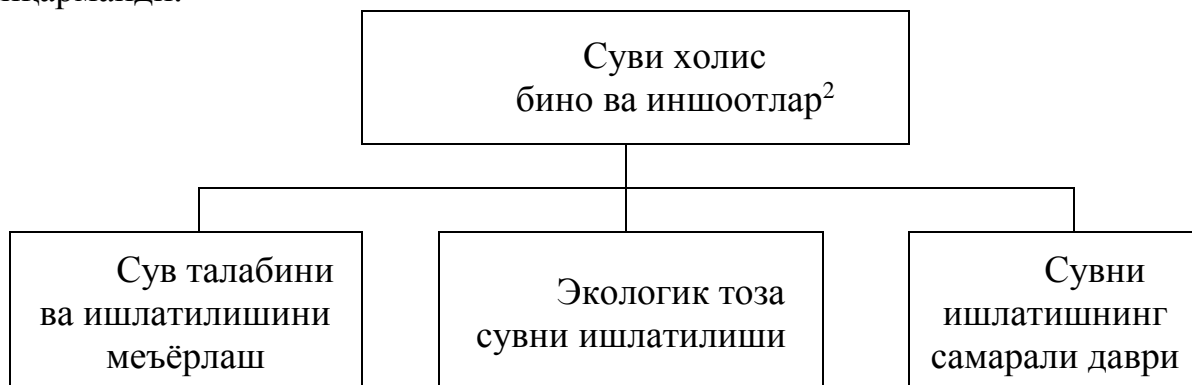 Суви холис
бино ва иншоотлар²
Сув талабини
ва ишлатилишини
меъёрлаш
Экологик тоза
сувни ишлатилиши
Сувни
ишлатишнинг
самарали даври